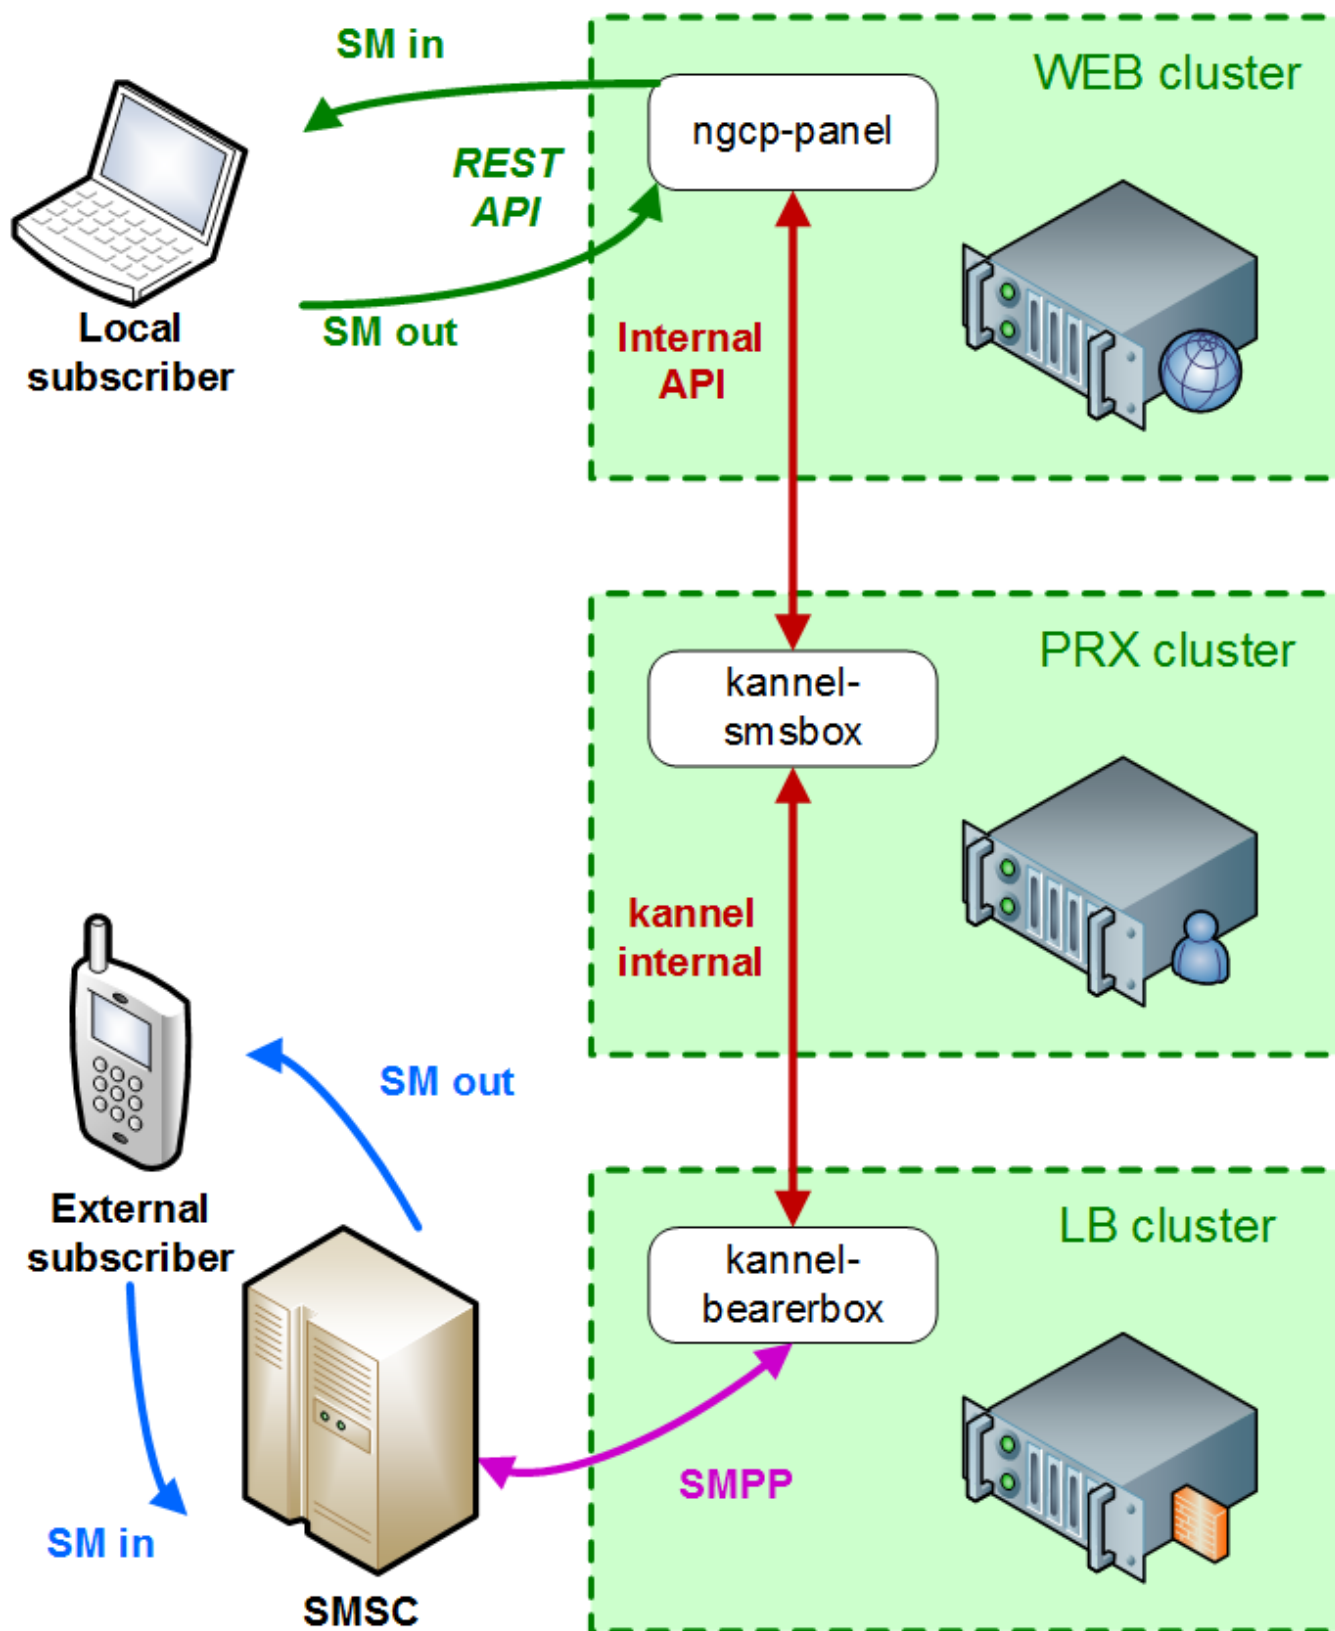 SM in
WEB cluster
ngcp-panel
REST
API
Local
subscriber
SM out
Internal
API
PRX cluster
kannel-
smsbox
kannel
internal
SM out
External
subscriber
LB cluster
kannel-
bearerbox
SMPP
SM in
SMSC